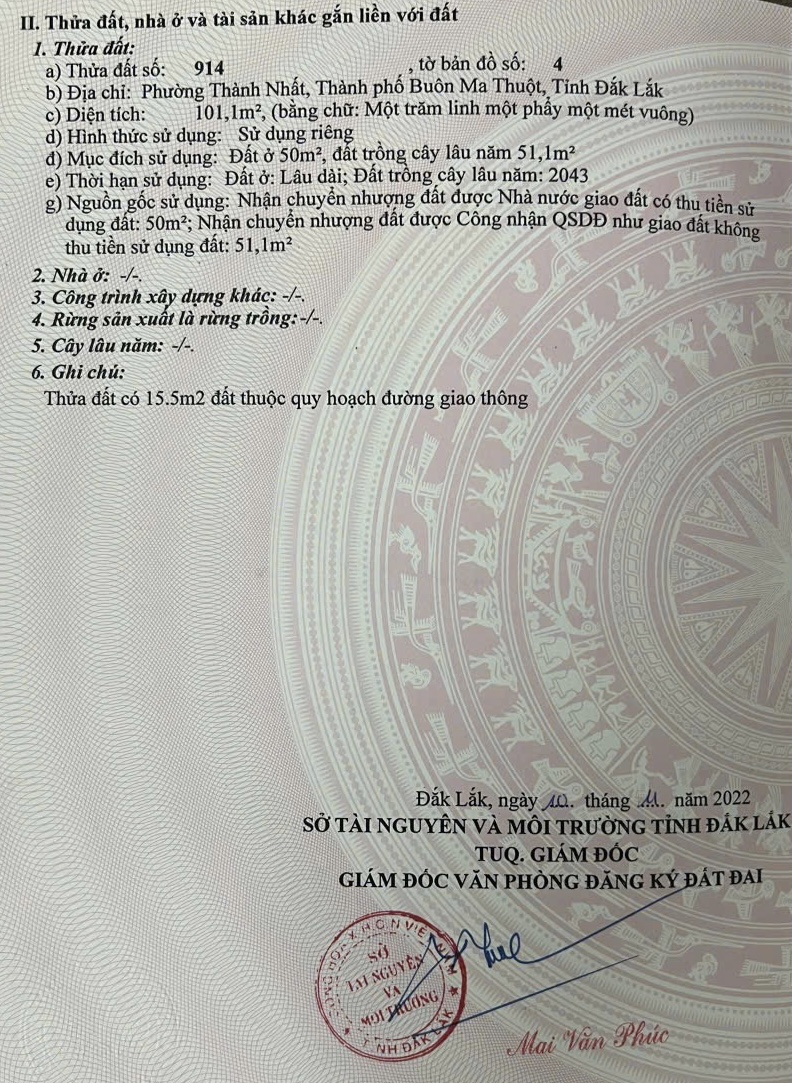 II. Thửa đất, nhà ở và tài sản khác gắn liền với đất
1. Thửa đất:
a) Thửa đất số: 914 , tờ bản đồ số: 4
b) Địa chỉ: Phường Thành Nhất, Thành phố Buôn Ma Thuột, Tỉnh Đắk Lắk
c) Diện tích: 101,1m², (bằng chữ: Một trăm linh một phẩy một mét vuông)
d) Hình thức sử dụng: Sử dụng riêng
đ) Mục đích sử dụng: Đất ở 50m², đất trồng cây lâu năm 51,1m²
e) Thời hạn sử dụng: Đất ở: Lâu dài; Đất trồng cây lâu năm: 2043
g) Nguồn gốc sử dụng: Nhận chuyển nhượng đất được Nhà nước giao đất có thu tiền sử
dụng đất: 50m²; Nhận chuyển nhượng đất được Công nhận QSDĐ như giao đất không
thu tiền sử dụng đất: 51,1m²
2. Nhà ở: -/-.
3. Công trình xây dựng khác: -/-.
4. Rừng sản xuất là rừng trồng: -/-.
5. Cây lâu năm: -/-.
6. Ghi chú:
Thửa đất có 15.5m2 đất thuộc quy hoạch đường giao thông
Đắk Lắk, ngày 10. tháng 11. năm 2022
SỞ TÀI NGUYÊN VÀ MÔI TRƯỜNG TỈNH ĐẮK LẮK
TUQ. GIÁM ĐỐC
GIÁM ĐỐC VĂN PHÒNG ĐĂNG KÝ ĐẤT ĐAI
SỞ
TÀI NGUYÊN
VÀ
MÔI TRƯỜNG
TỈNH ĐẮK LẮK
Mai Văn Phúc